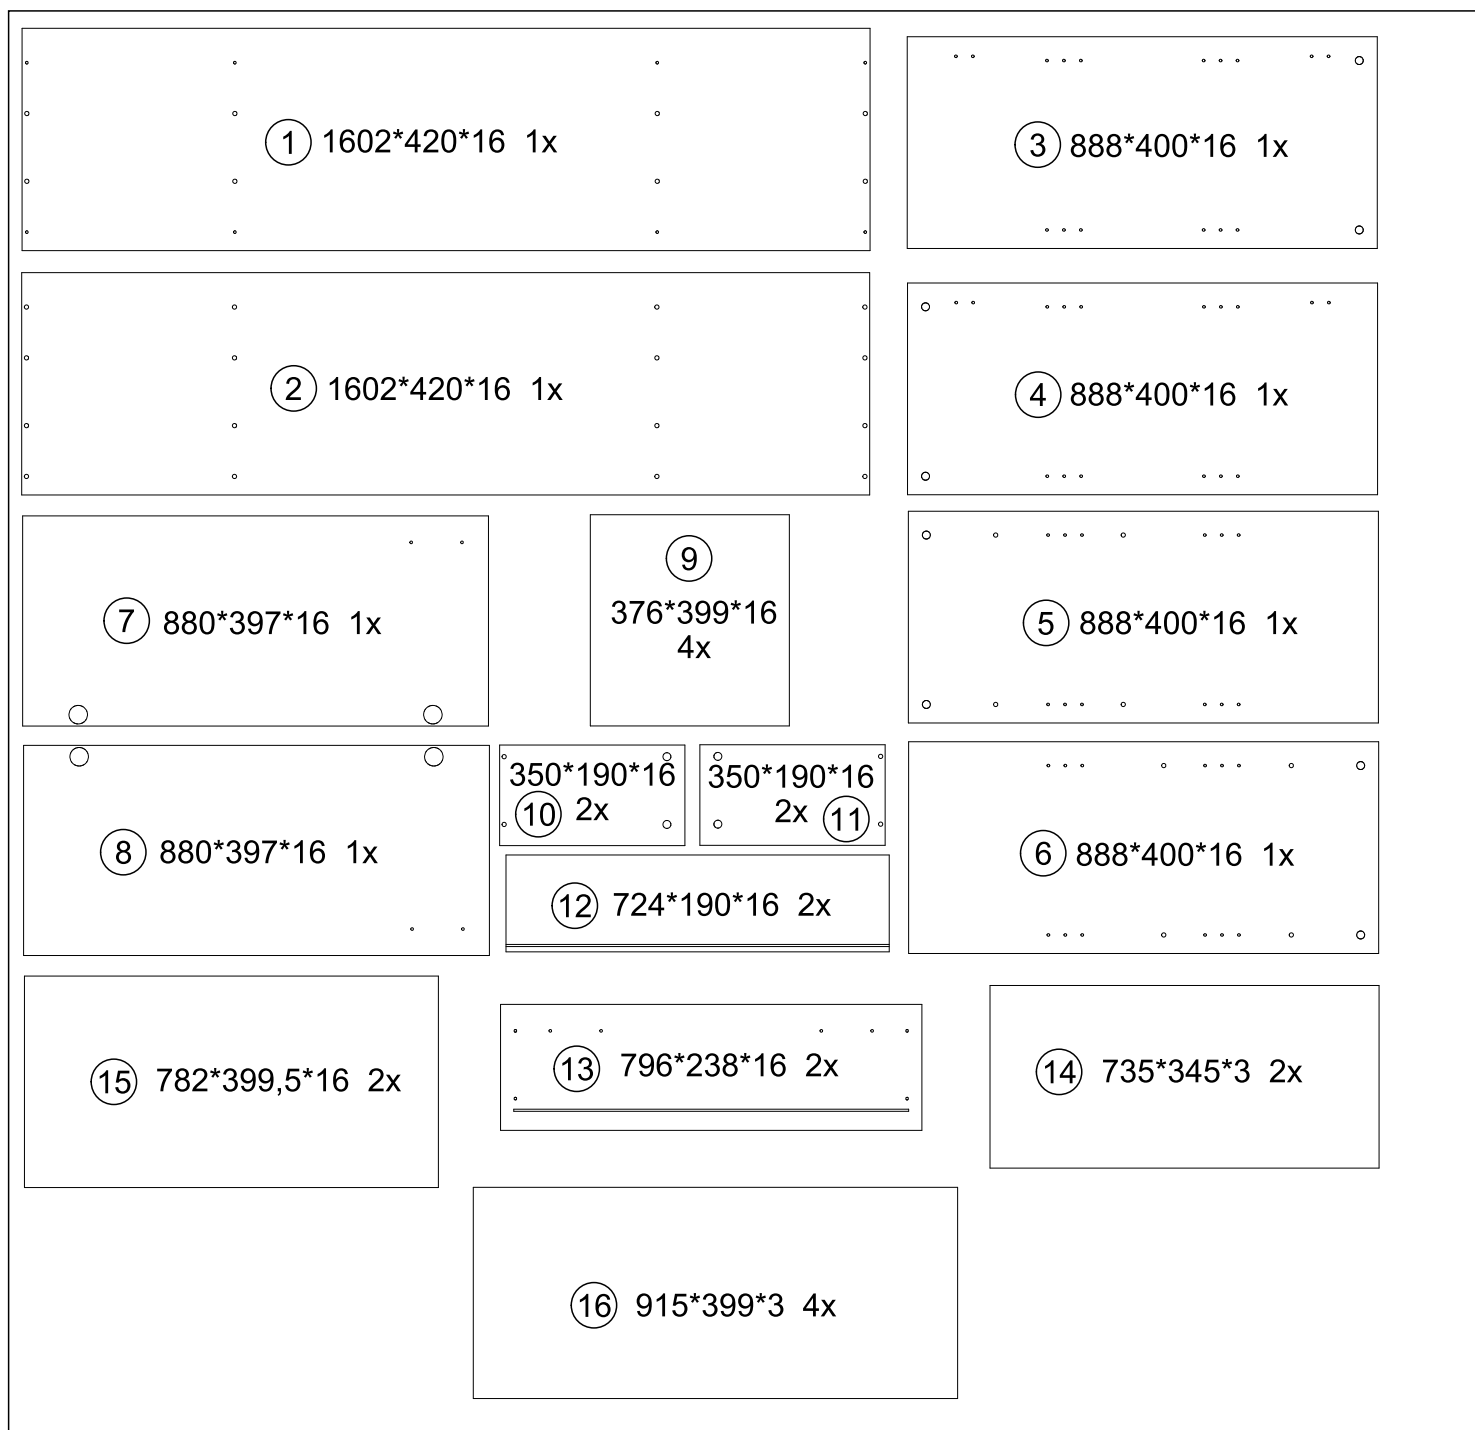 1 1602*420*16 1x
3 888*400*16 1x
2 1602*420*16 1x
4 888*400*16 1x
7 880*397*16 1x
9
376*399*16
4x
5 888*400*16 1x
8 880*397*16 1x
350*190*16
10 2x
350*190*16
2x 11
6 888*400*16 1x
12 724*190*16 2x
15 782*399,5*16 2x
13 796*238*16 2x
14 735*345*3 2x
16 915*399*3 4x